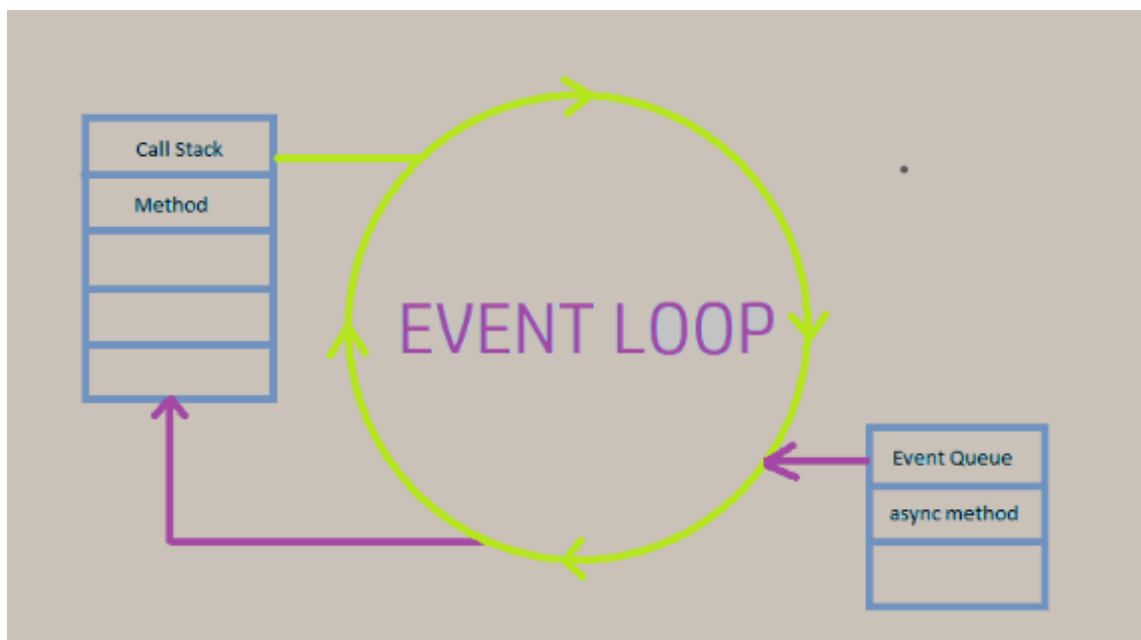 Call Stack
Method
EVENT LOOP
Event Queue
async method